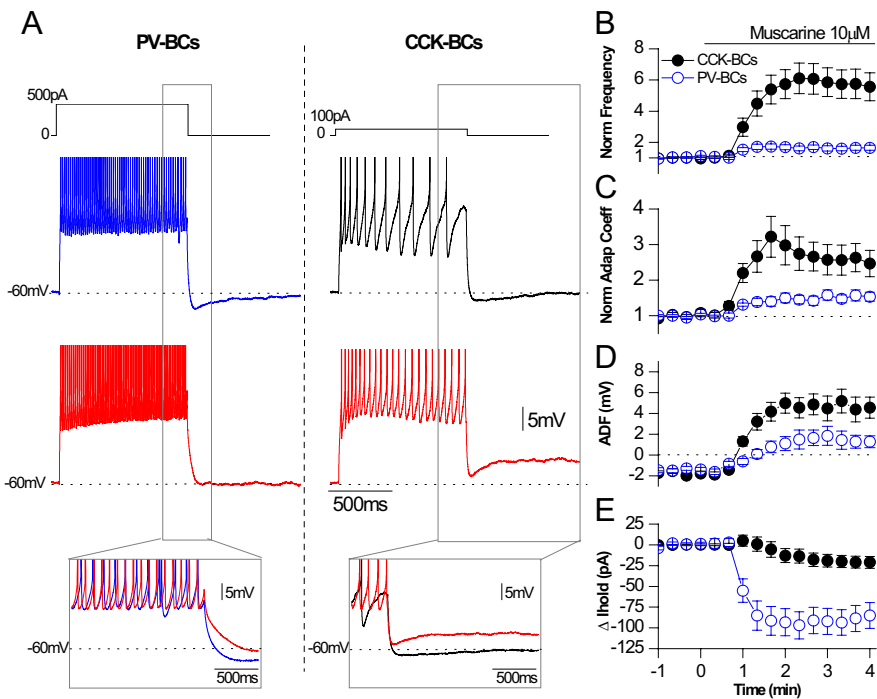 A
PV-BCs
CCK-BCs
500pA
0
100pA
0
-60mV
-60mV
5mV
500ms
5mV
-60mV
500ms
5mV
-60mV
500ms
B
Muscarine 10μM
CCK-BCs
PV-BCs
Norm Frequency
8
6
4
2
1
C
Norm Adap Coeff
4
3
2
1
D
ADF (mV)
8
6
4
2
0
-2
E
Δ Ihold (pA)
25
0
-25
-50
-75
-100
-125
-1 0 1 2 3 4
Time (min)